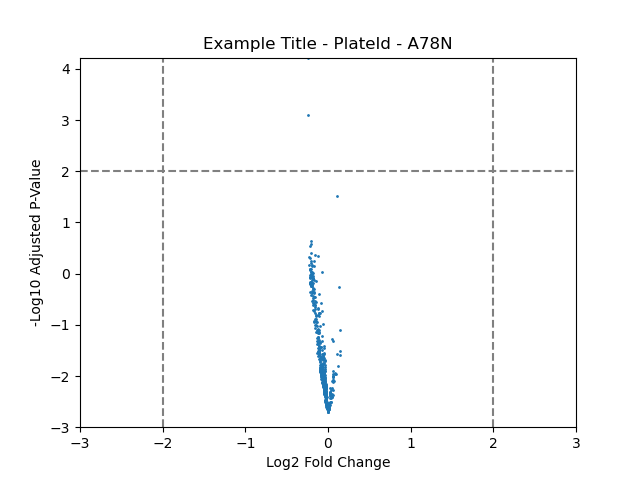 Example Title - PlateId - A78N
-Log10 Adjusted P-Value
4
3
2
1
0
−1
−2
−3
−3 −2 −1 0 1 2 3
Log2 Fold Change